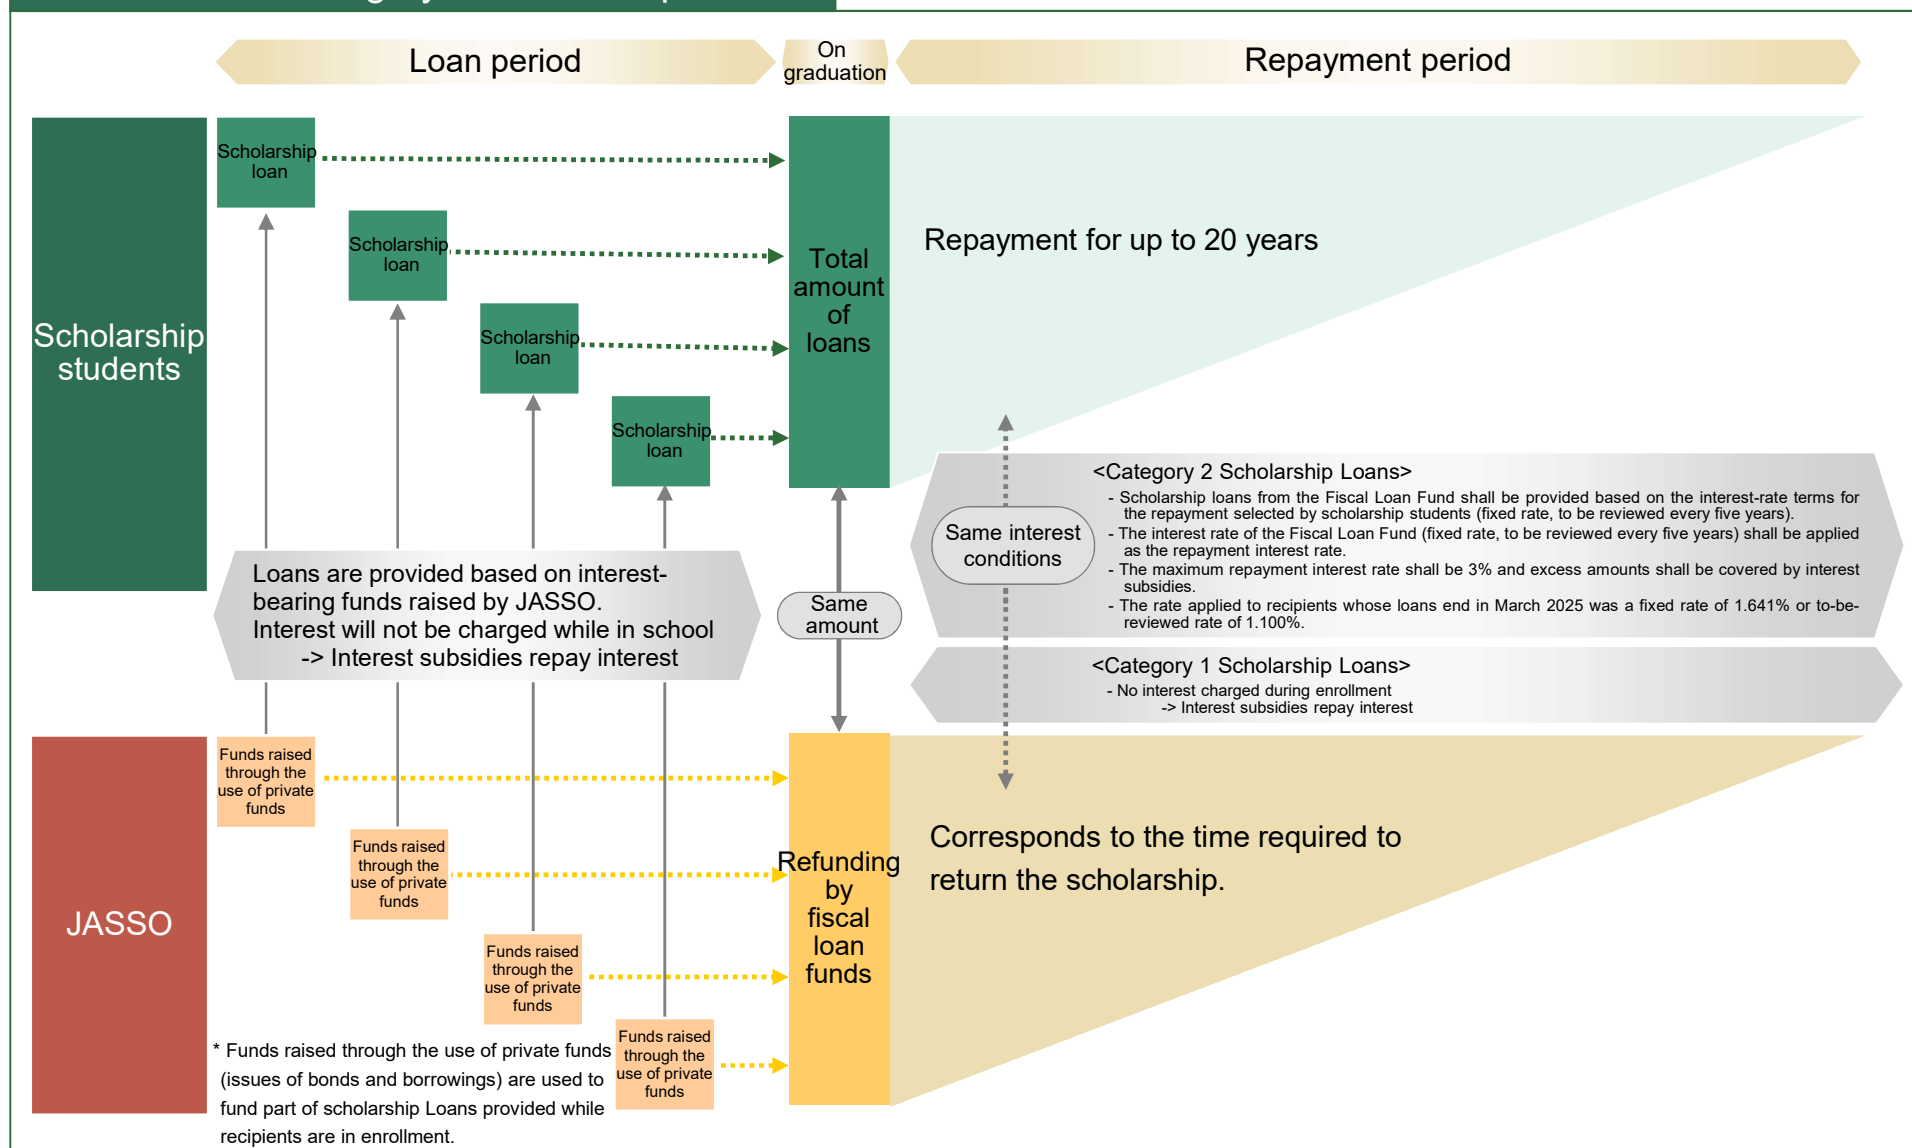 Loan period
On
graduation
Repayment period
Scholarship
students
Scholarship
loan
Scholarship
loan
Scholarship
loan
Scholarship
loan
Total
amount
of
loans
Repayment for up to 20 years
Loans are provided based on interest-
bearing funds raised by JASSO.
Interest will not be charged while in school
-> Interest subsidies repay interest
Same
amount
Same interest
conditions
<Category 2 Scholarship Loans>
- Scholarship loans from the Fiscal Loan Fund shall be provided based on the interest-rate terms for
the repayment selected by scholarship students (fixed rate, to be reviewed every five years).
- The interest rate of the Fiscal Loan Fund (fixed rate, to be reviewed every five years) shall be applied
as the repayment interest rate.
- The maximum repayment interest rate shall be 3% and excess amounts shall be covered by interest
subsidies.
- The rate applied to recipients whose loans end in March 2025 was a fixed rate of 1.641% or to-be-
reviewed rate of 1.100%.
<Category 1 Scholarship Loans>
- No interest charged during enrollment
-> Interest subsidies repay interest
JASSO
Funds raised
through the
use of private
funds
Funds raised
through the
use of private
funds
Funds raised
through the
use of private
funds
Funds raised
through the
use of private
funds
Refunding
by
fiscal
loan
funds
Corresponds to the time required to
return the scholarship.
* Funds raised through the use of private funds
(issues of bonds and borrowings) are used to
fund part of scholarship Loans provided while
recipients are in enrollment.